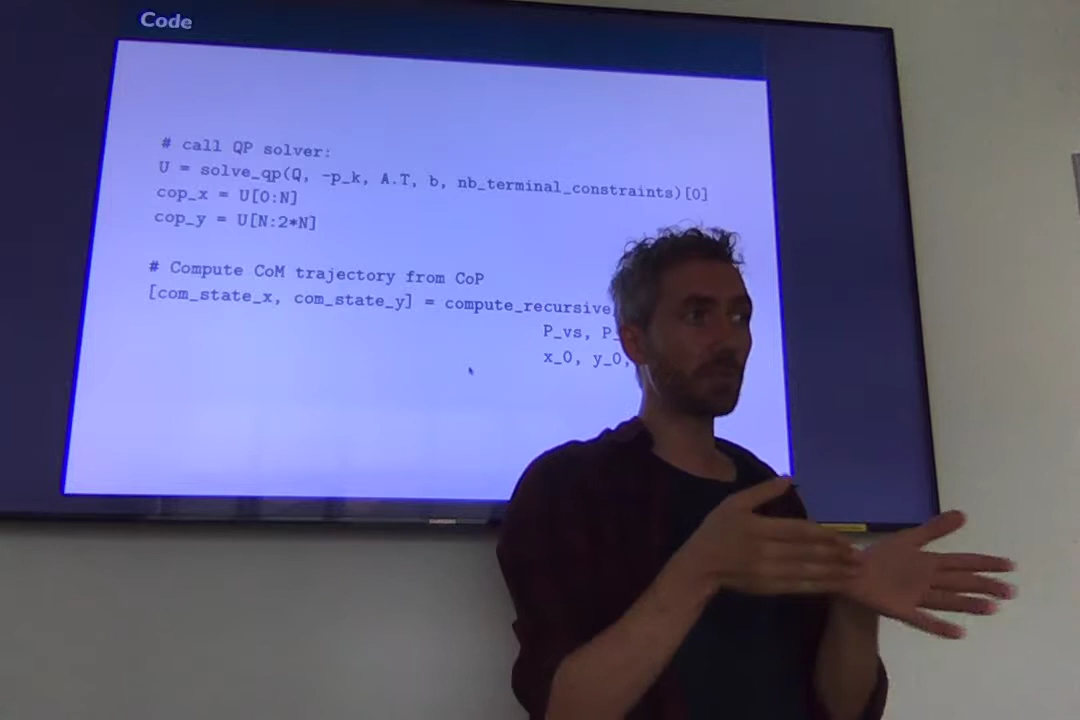 Code
# call QP solver:
U = solve_qp(Q, -p_k, A.T, b, nb_terminal_constraints)[0]
cop_x = U[0:N]
cop_y = U[N:2*N]
# Compute CoM trajectory from CoP
[com_state_x, com_state_y] = compute_recursive
P_vs, P_
x_0, y_0,